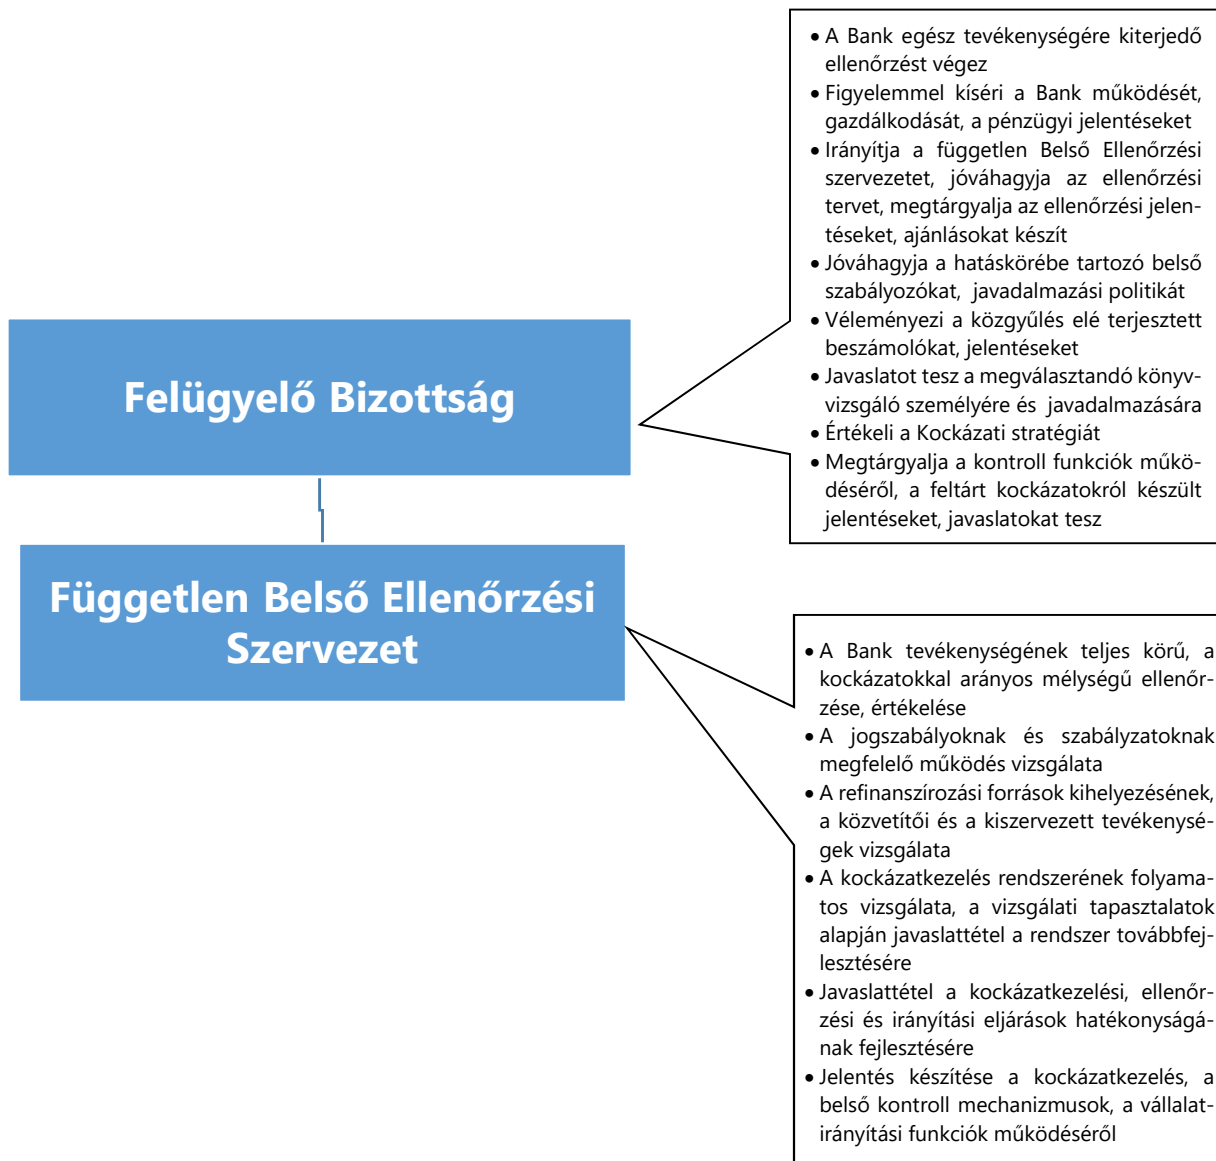 • A Bank egész tevékenységére kiterjedő
ellenőrzést végez
• Figyelemmel kíséri a Bank működését,
gazdálkodását, a pénzügyi jelentéseket
• Irányítja a független Belső Ellenőrzési
szervezetet, jóváhagyja az ellenőrzési
tervet, megtárgyalja az ellenőrzési jelen-
téseket, ajánlásokat készít
• Jóváhagyja a hatáskörébe tartozó belső
szabályozókat, javadalmazási politikát
• Véleményezi a közgyűlés elé terjesztett
beszámolókat, jelentéseket
• Javaslatot tesz a megválasztandó könyv-
vizsgáló személyére és javadalmazására
• Értékeli a Kockázati stratégiát
• Megtárgyalja a kontroll funkciók műkö-
déséről, a feltárt kockázatokról készült
jelentéseket, javaslatokat tesz
Felügyelő Bizottság
Független Belső Ellenőrzési
Szervezet
• A Bank tevékenységének teljes körű, a
kockázatokkal arányos mélységű ellenőr-
zése, értékelése
• A jogszabályoknak és szabályzatoknak
megfelelő működés vizsgálata
• A refinanszírozási források kihelyezésének,
a közvetítői és a kiszervezett tevékenysé-
gek vizsgálata
• A kockázatkezelés rendszerének folyama-
tos vizsgálata, a vizsgálati tapasztalatok
alapján javaslattétel a rendszer továbbfej-
lesztésére
• Javaslattétel a kockázatkezelési, ellenőr-
zési és irányítási eljárások hatékonyságá-
nak fejlesztésére
• Jelentés készítése a kockázatkezelés, a
belső kontroll mechanizmusok, a vállalat-
irányítási funkciók működéséről